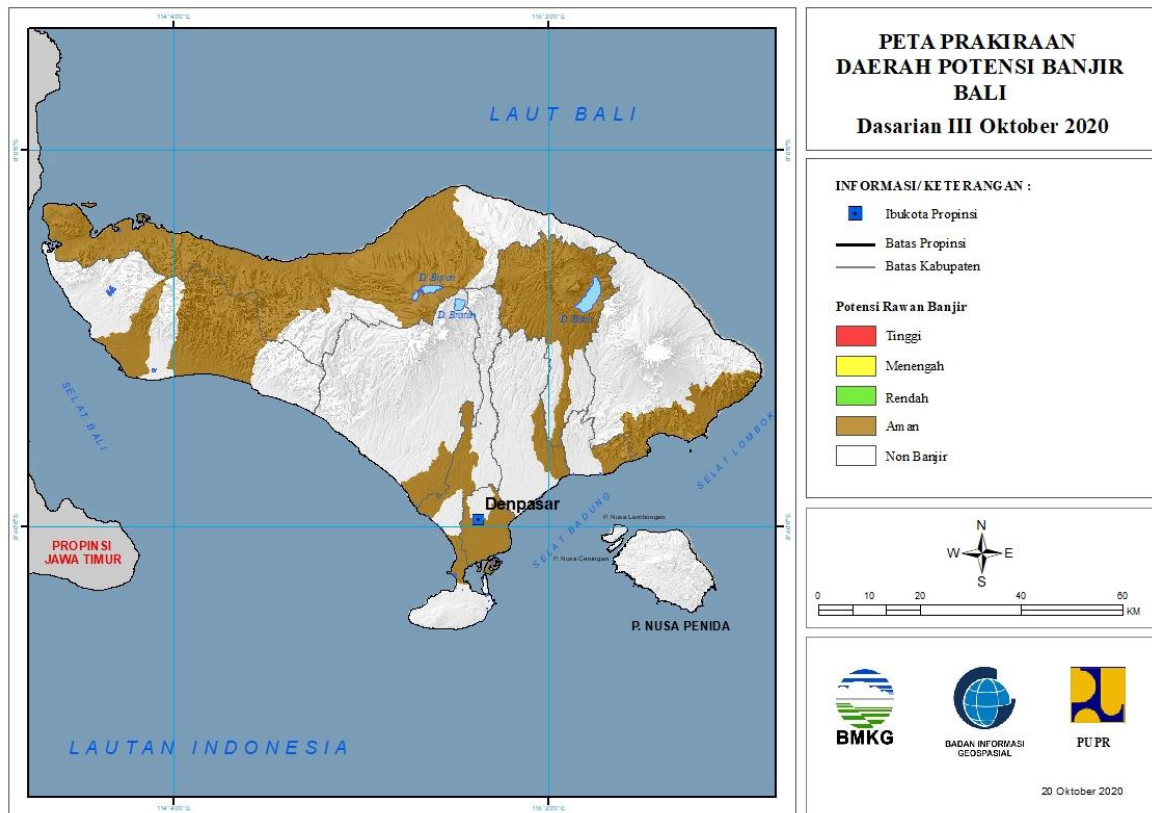 PETA PRAKIRAAN
DAERAH POTENSI BANJIR
BALI
Dasarian III Oktober 2020
INFORMASI/KETERANGAN :
Ibukota Propinsi
Batas Propinsi
Batas Kabupaten
Potensi Rawan Banjir
Tinggi
Menengah
Rendah
Aman
Non Banjir
N
W E
S
0 10 20 40 60
KM
BMKG
BADAN INFORMASI
GEOSPASIAL
PUPR
20 Oktober 2020
LAUT BALI
D. Buyan
D. Bratan
D. Batur
SELAT BALI
SELAT LOMBOK
Denpasar
SELAT BADUNG
P. Nusa Lembongan
P. Nusa Ceningan
PROPINSI
JAWA TIMUR
P. NUSA PENIDA
LAUTAN INDONESIA